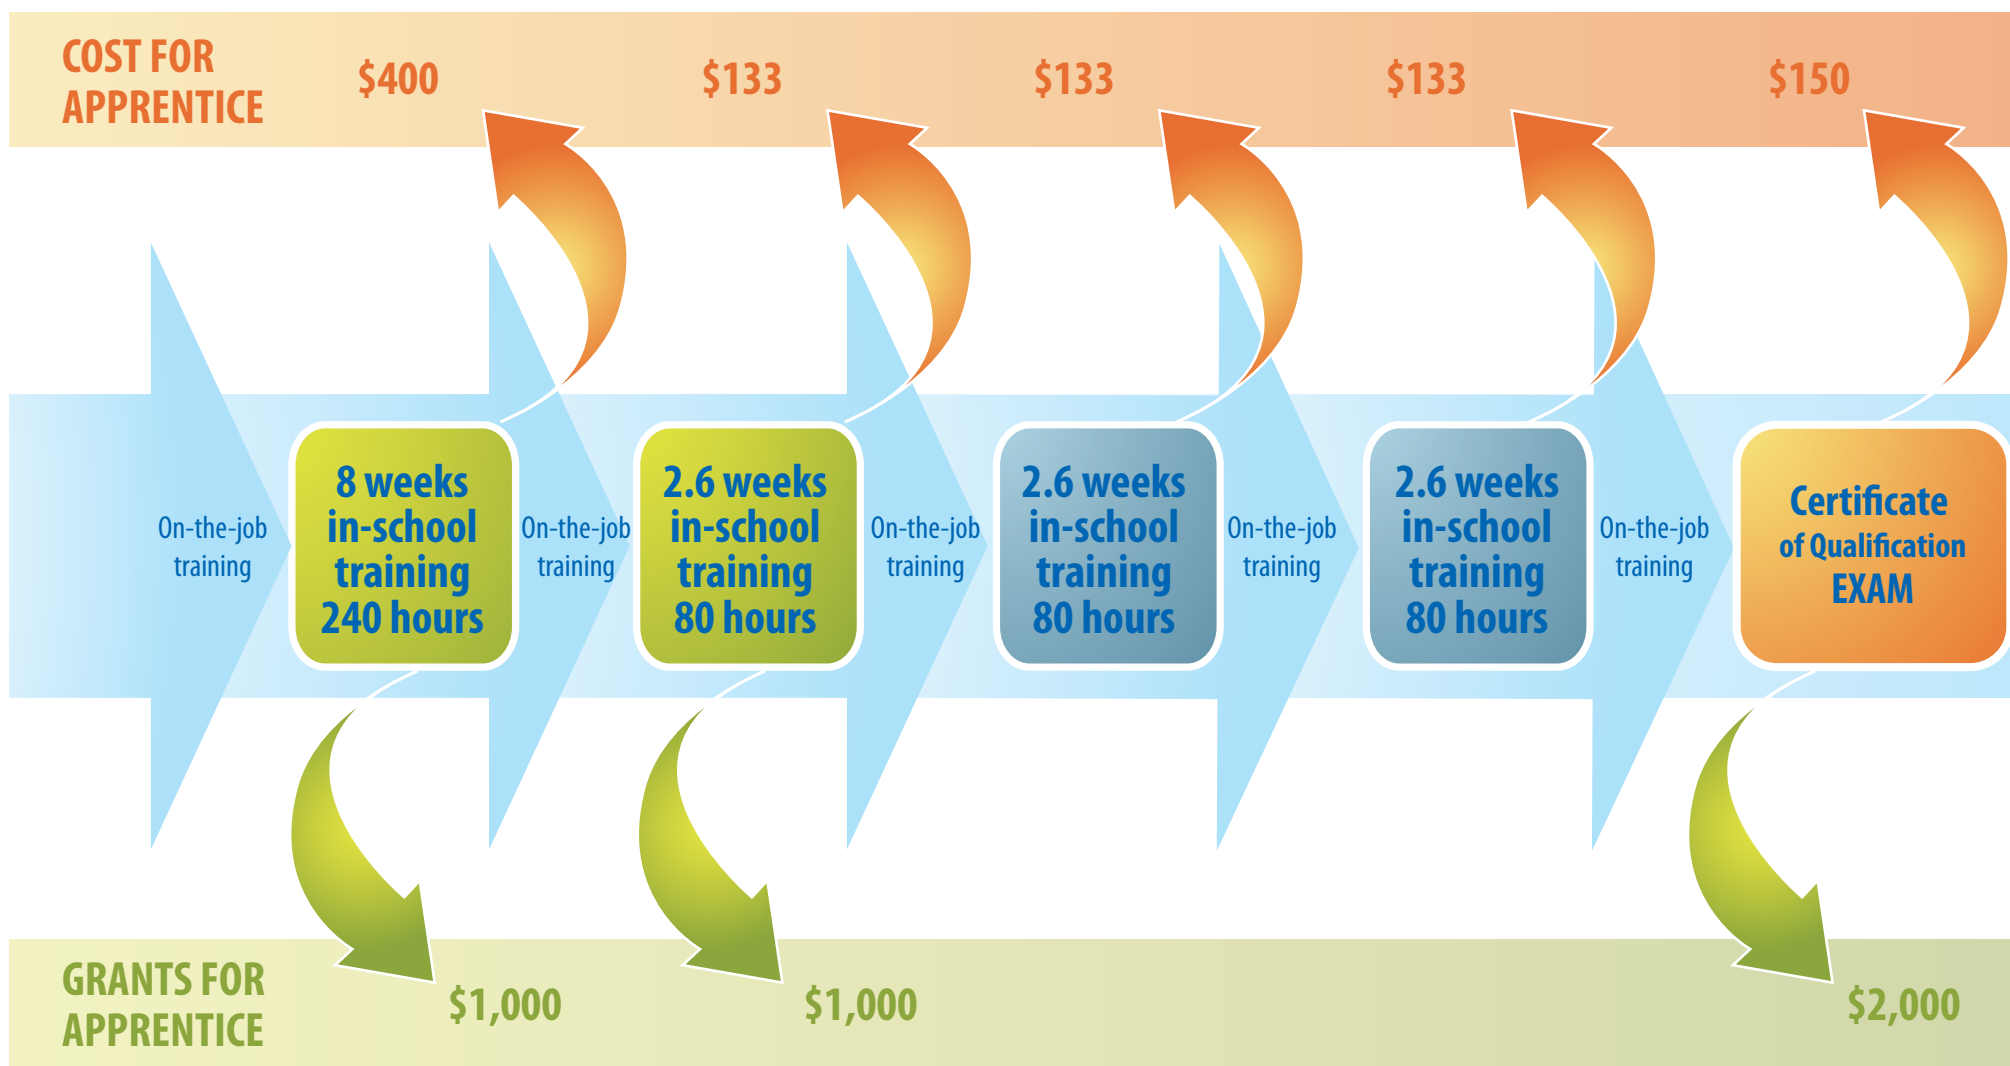 COST FOR
APPRENTICE
$400
$133
$133
$133
$150
On-the-job
training
8 weeks
in-school
training
240 hours
On-the-job
training
2.6 weeks
in-school
training
80 hours
On-the-job
training
2.6 weeks
in-school
training
80 hours
On-the-job
training
2.6 weeks
in-school
training
80 hours
On-the-job
training
Certificate
of Qualification
EXAM
GRANTS FOR
APPRENTICE
$1,000
$1,000
$2,000